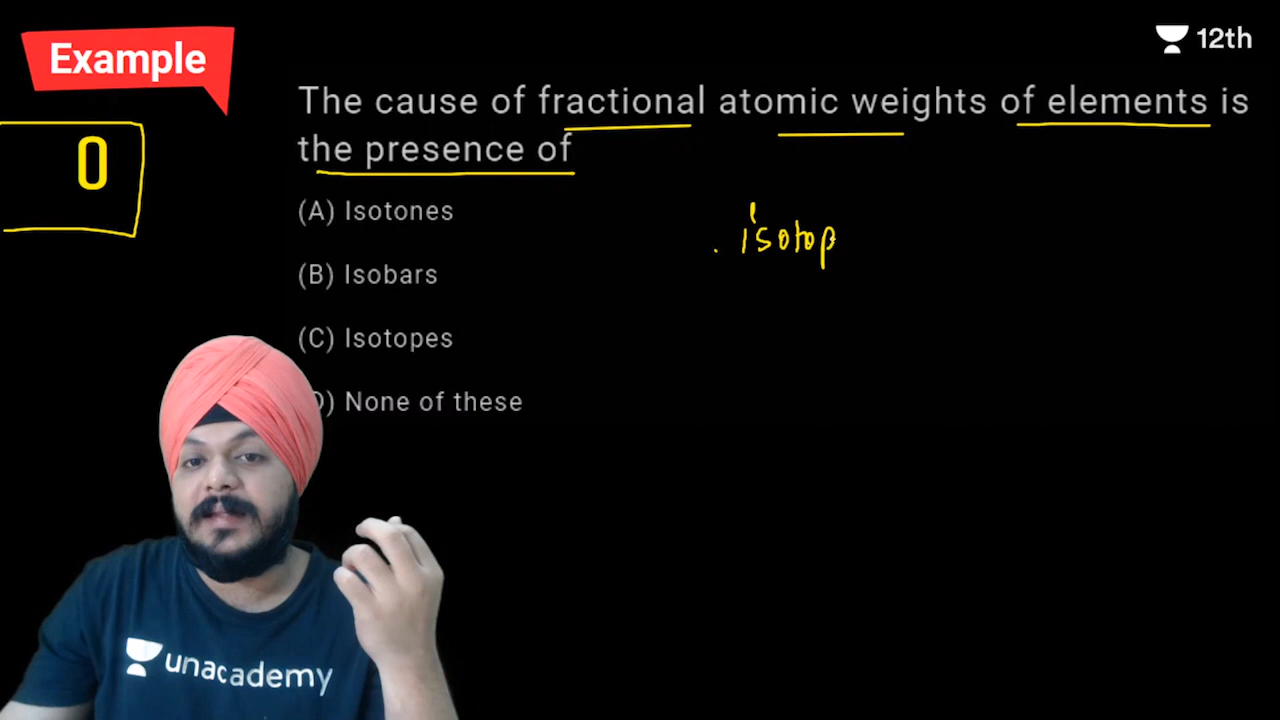 Example
12th
The cause of fractional atomic weights of elements is
the presence of
0
(A) Isotones
. isotop
(B) Isobars
(C) Isotopes
D) None of these
unacademy